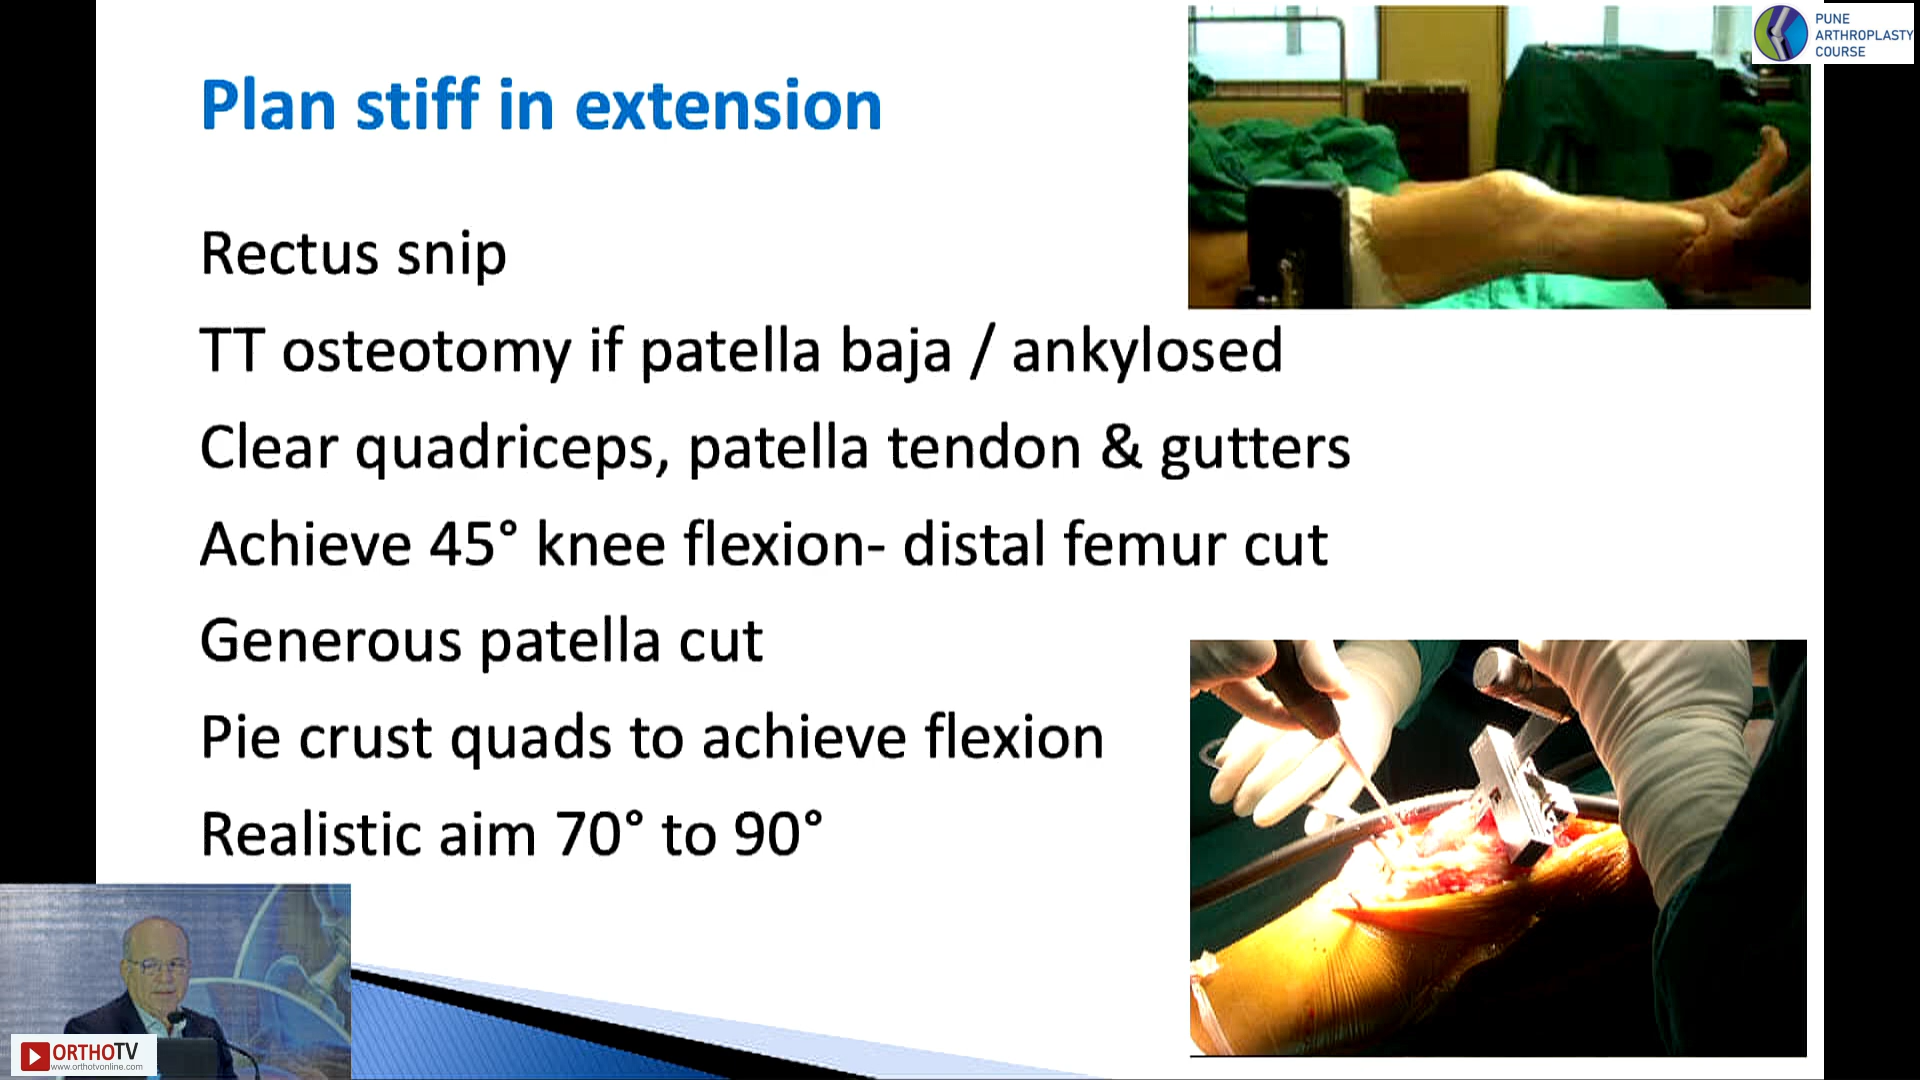 PUNE
ARTHROPLASTY
COURSE
Plan stiff in extension
Rectus snip
TT osteotomy if patella baja / ankylosed
Clear quadriceps, patella tendon & gutters
Achieve 45° knee flexion- distal femur cut
Generous patella cut
Pie crust quads to achieve flexion
Realistic aim 70° to 90°
ORTHOTV
www.orthotvonline.com